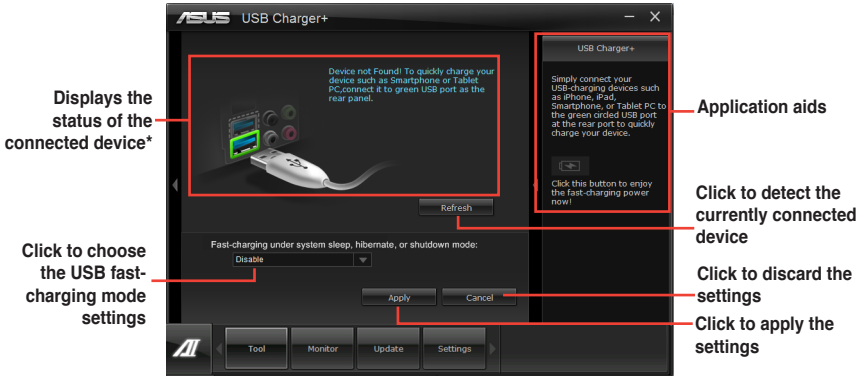 ASUS USB Charger+
Device not Found! To quickly charge your
device such as Smartphone or Tablet
PC,connect it to green USB port as the
rear panel.
USB Charger+
Simply connect your
USB-charging devices such
as iPhone, iPad,
Smartphone, or Tablet PC to
the green circled USB port
at the rear port to quickly
charge your device.
Click this button to enjoy
the fast-charging power
now!
Displays the
status of the
connected device*
Application aids
Refresh
Click to detect the
currently connected
device
Fast-charging under system sleep, hibernate, or shutdown mode:
Disable
Click to choose
the USB fast-
charging mode
settings
Apply
Cancel
Click to discard the
settings
Click to apply the
settings
AI
Tool
Monitor
Update
Settings